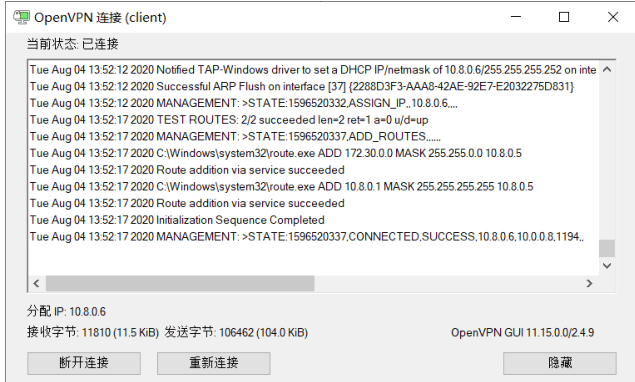 OpenVPN 连接 (client)
当前状态: 已连接
Tue Aug 04 13:52:12 2020 Notified TAP-Windows driver to set a DHCP IP/netmask of 10.8.0.6/255.255.255.252 on inte
Tue Aug 04 13:52:12 2020 Successful ARP Flush on interface [37] {2288D3F3-AAA8-42AE-92E7-E2032275D831}
Tue Aug 04 13:52:12 2020 MANAGEMENT: >STATE:1596520332,ASSIGN_IP,,10.8.0.6,,,,
Tue Aug 04 13:52:17 2020 TEST ROUTES: 2/2 succeeded len=2 ret=1 a=0 u/d=up
Tue Aug 04 13:52:17 2020 MANAGEMENT: >STATE:1596520337,ADD_ROUTES,,,,,,
Tue Aug 04 13:52:17 2020 C:\Windows\system32\route.exe ADD 172.30.0.0 MASK 255.255.0.0 10.8.0.5
Tue Aug 04 13:52:17 2020 Route addition via service succeeded
Tue Aug 04 13:52:17 2020 C:\Windows\system32\route.exe ADD 10.8.0.1 MASK 255.255.255.255 10.8.0.5
Tue Aug 04 13:52:17 2020 Route addition via service succeeded
Tue Aug 04 13:52:17 2020 Initialization Sequence Completed
Tue Aug 04 13:52:17 2020 MANAGEMENT: >STATE:1596520337,CONNECTED,SUCCESS,10.8.0.6,10.0.0.8,1194,,
分配 IP: 10.8.0.6
接收字节: 11810 (11.5 KiB) 发送字节: 106462 (104.0 KiB) OpenVPN GUI 11.15.0.0/2.4.9
断开连接 重新连接 隐藏